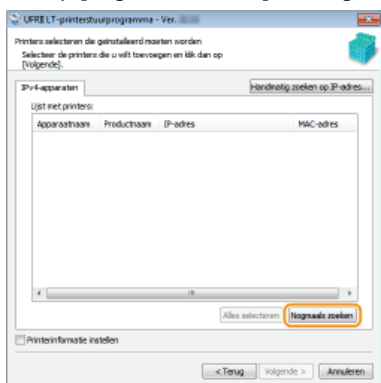 UFRII LT-printerstuurprogramma - Ver.
Printers selecteren die geïnstalleerd moeten worden
Selecteer de printers die u wilt toevoegen en klik dan op
[Volgende].
IPv4-apparaten
Handmatig zoeken op IP-adres...
Lijst met printers:
Apparaatnaam Productnaam IP-adres MAC-adres
Alles selecteren Nogmaals zoeken
Printerinformatie instellen
< Terug Volgende > Annuleren